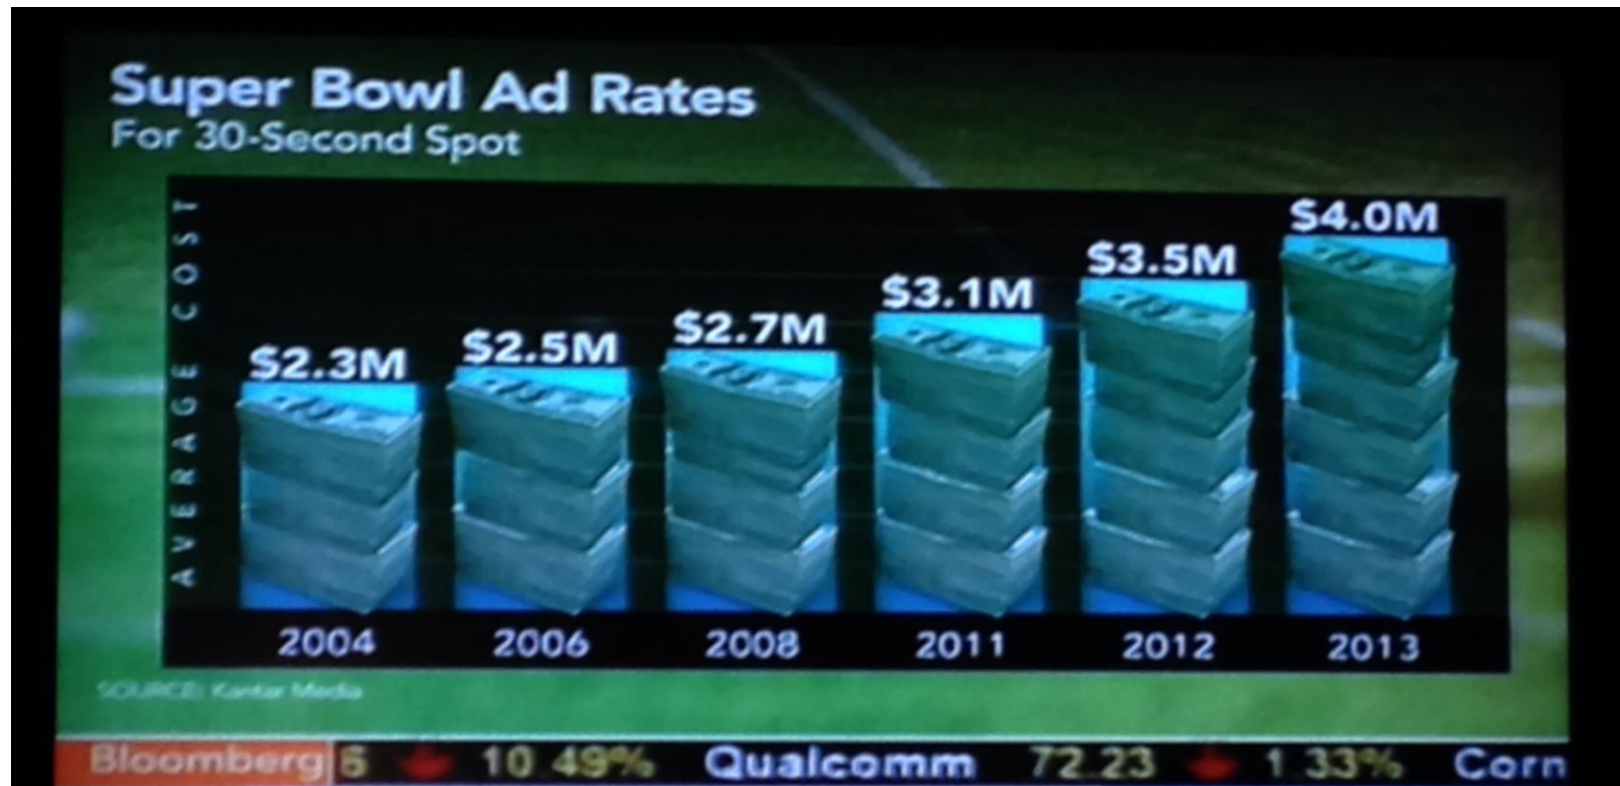 Super Bowl Ad Rates
For 30-Second Spot
AVERAGE COST
$2.3M $2.5M $2.7M $3.1M $3.5M $4.0M
2004 2006 2008 2011 2012 2013
SOURCE: Kantar Media
Bloomberg 6 10.49% Qualcomm 72.23 1.33% Corn